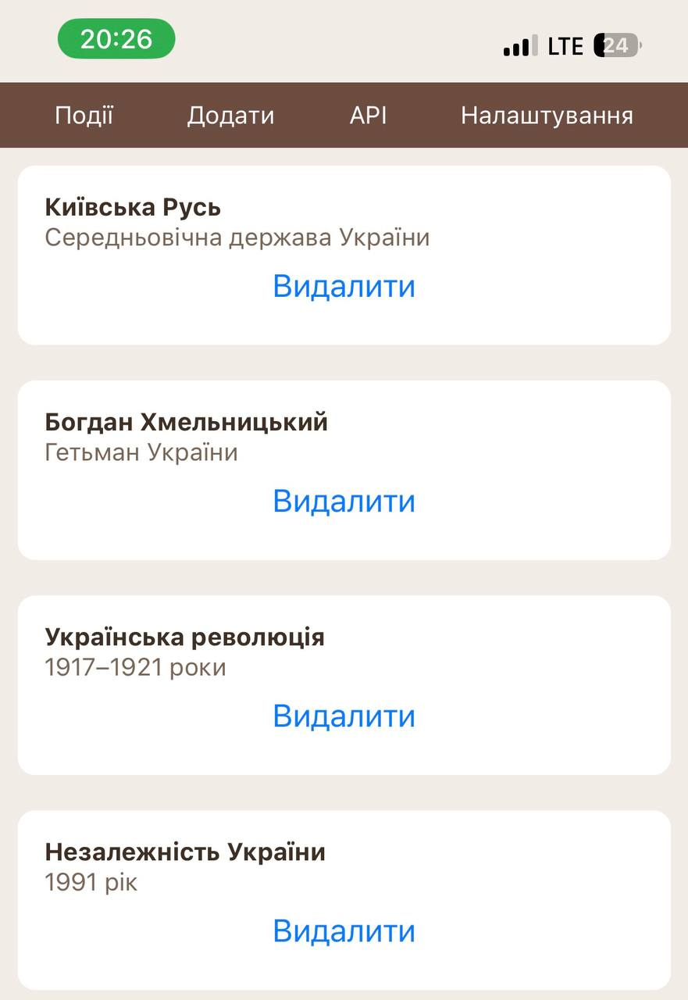 20:26 LTE 24
Події Додати API Налаштування
Київська Русь
Середньовічна держава України
Видалити
Богдан Хмельницький
Гетьман України
Видалити
Українська революція
1917–1921 роки
Видалити
Незалежність України
1991 рік
Видалити